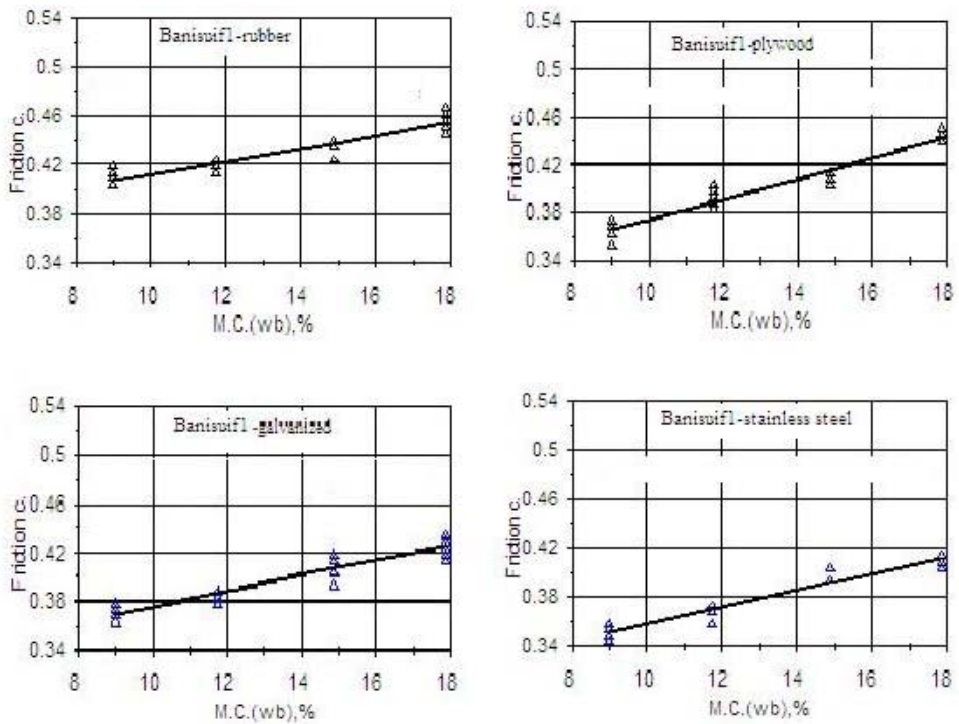 Banisuif1-rubber
Friction c.
0.54
0.5
0.46
0.42
0.38
0.34
8 10 12 14 16 18
M.C.(wb),%
Banisuif1-plywood
Friction c.
0.54
0.5
0.46
0.42
0.38
0.34
8 10 12 14 16 18
M.C.(wb),%
Banisuif1-galvanized
Friction c.
0.54
0.5
0.46
0.42
0.38
0.34
8 10 12 14 16 18
M.C.(wb),%
Banisuif1-stainless steel
Friction c.
0.54
0.5
0.46
0.42
0.38
0.34
8 10 12 14 16 18
M.C.(wb),%